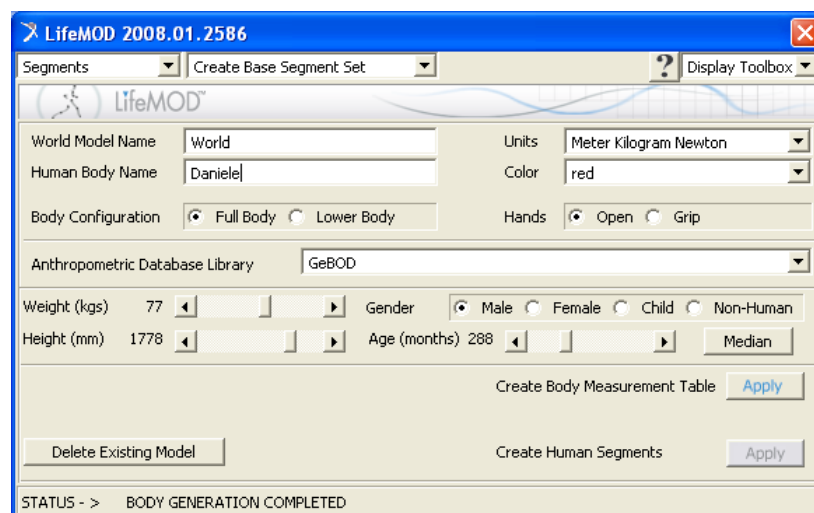 LifeMOD 2008.01.2586
Segments Create Base Segment Set ? Display Toolbox
LifeMOD™
World Model Name World Units Meter Kilogram Newton
Human Body Name Daniele Color red
Body Configuration Full Body Lower Body Hands Open Grip
Anthropometric Database Library GeBOD
Weight (kgs) 77 Gender Male Female Child Non-Human
Height (mm) 1778 Age (months) 288 Median
Create Body Measurement Table Apply
Delete Existing Model Create Human Segments Apply
STATUS - > BODY GENERATION COMPLETED